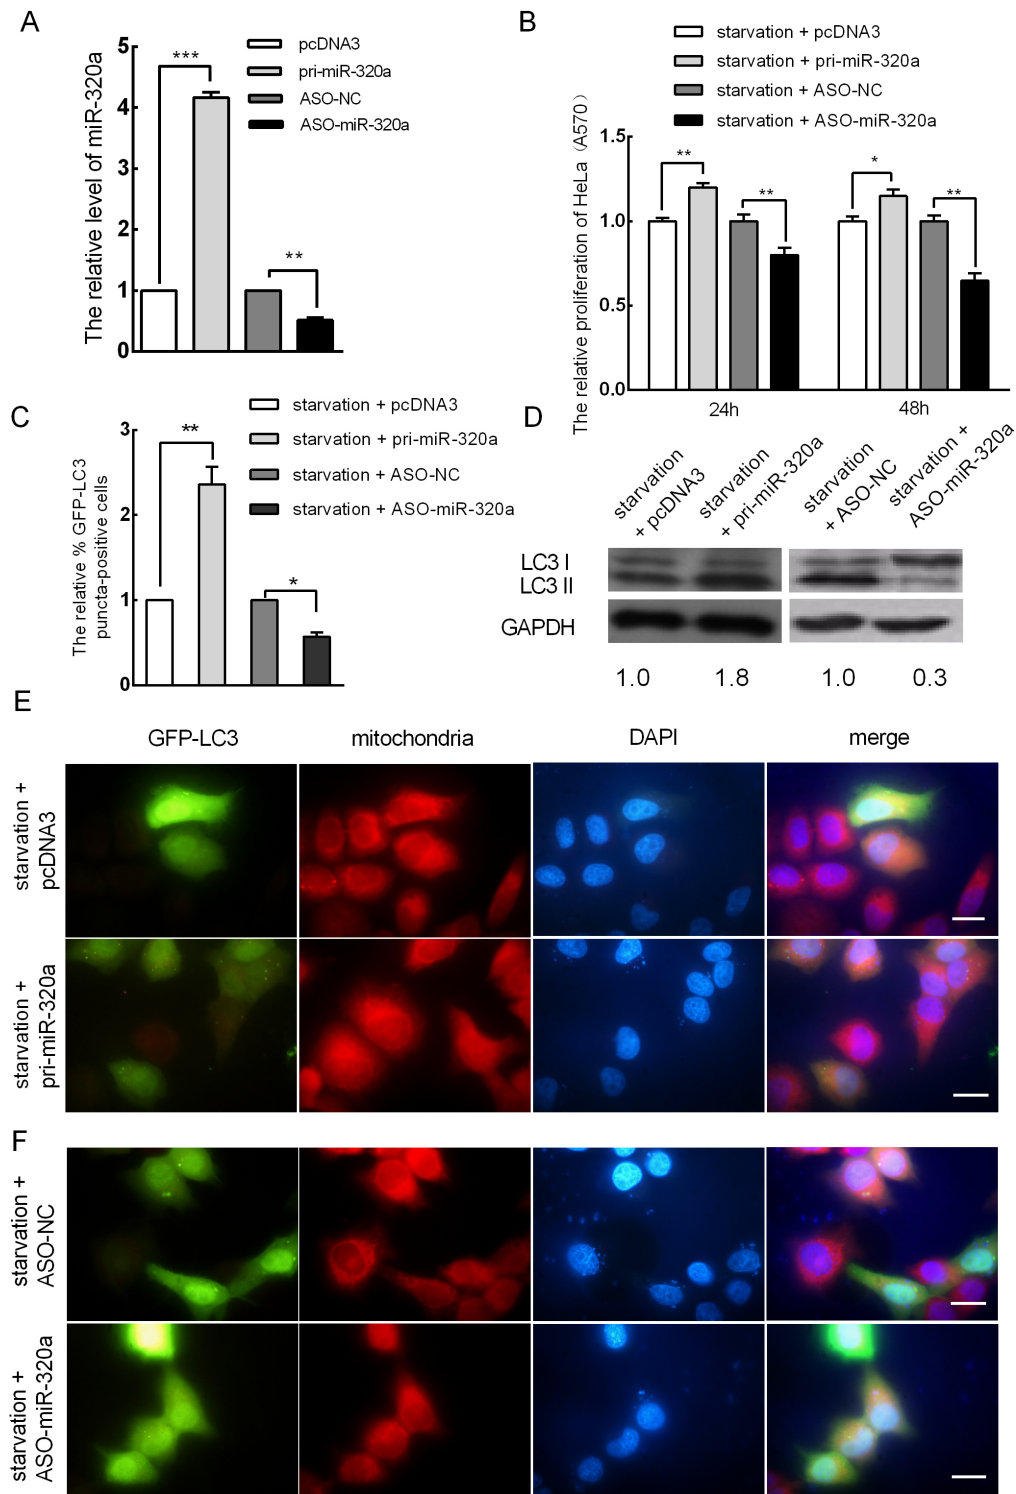 A
The relative level of miR-320a
5
4
3
2
1
0
***
**
pcDNA3
pri-miR-320a
ASO-NC
ASO-miR-320a
B
starvation + pcDNA3
starvation + pri-miR-320a
starvation + ASO-NC
starvation + ASO-miR-320a
The relative proliferation of HeLa (A570)
1.5
1.0
0.5
0.0
**
**
*
**
24h
48h
C
starvation + pcDNA3
starvation + pri-miR-320a
starvation + ASO-NC
starvation + ASO-miR-320a
The relative % GFP-LC3
puncta-positive cells
3
2
1
0
**
*
D
starvation
+ pcDNA3
starvation
+ pri-miR-320a
starvation
+ ASO-NC
starvation +
ASO-miR-320a
LC3 I
LC3 II
GAPDH
1.0
1.8
1.0
0.3
E
GFP-LC3
mitochondria
DAPI
merge
starvation +
pcDNA3
starvation +
pri-miR-320a
F
starvation +
ASO-NC
starvation +
ASO-miR-320a